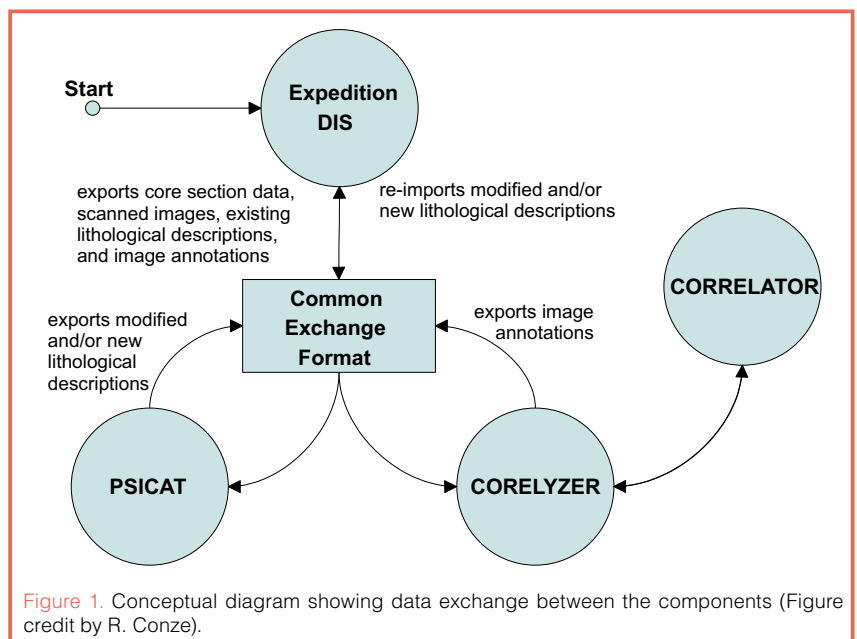 Start
Expedition
DIS
exports core section data,
scanned images, existing
lithological descriptions,
and image annotations
re-imports modified and/or
new lithological descriptions
CORRELATOR
Common
Exchange
Format
exports modified
and/or new
lithological
descriptions
exports image
annotations
PSICAT
CORELYZER
Figure 1. Conceptual diagram showing data exchange between the components (Figure
credit by R. Conze).